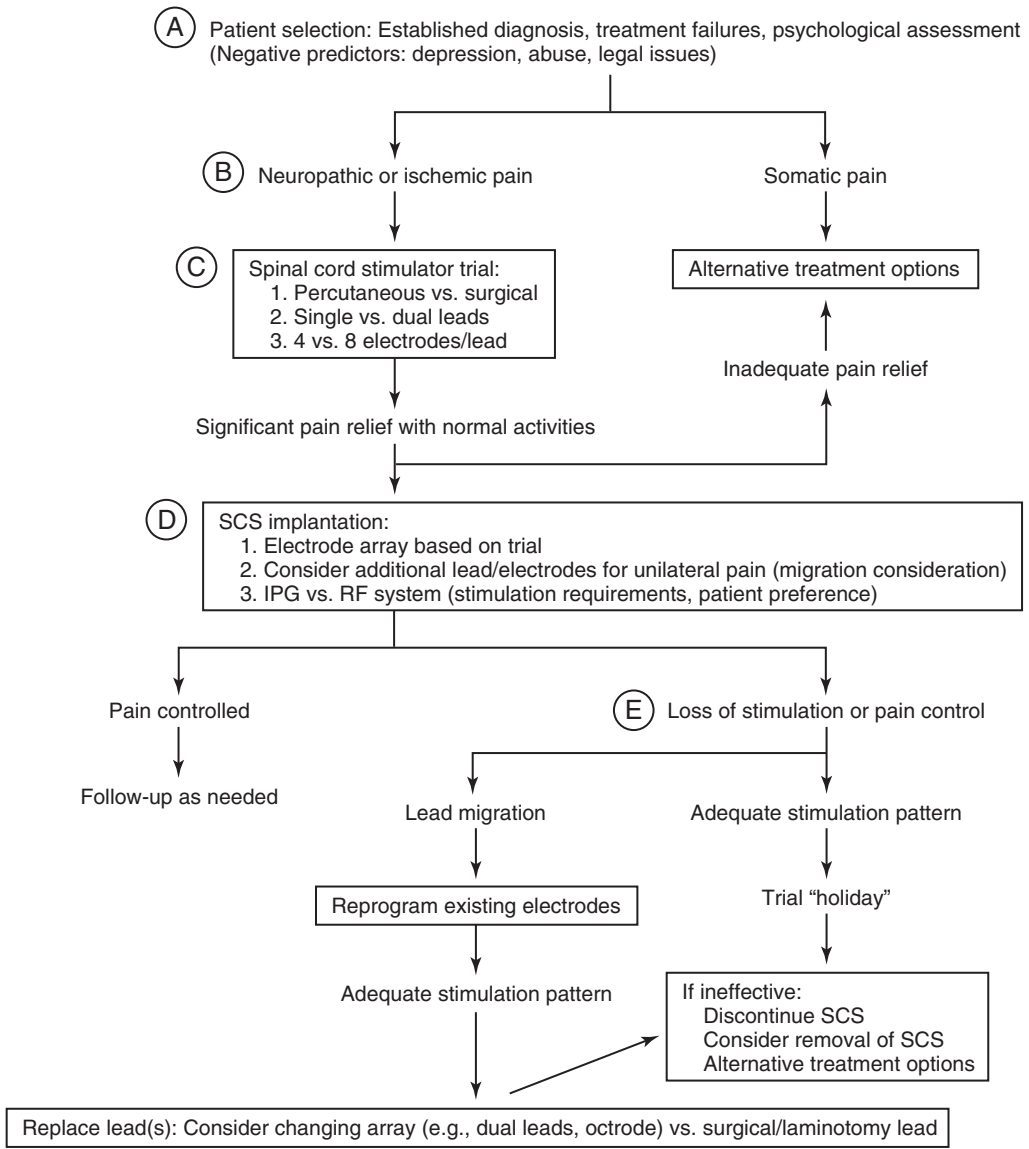 A
Patient selection: Established diagnosis, treatment failures, psychological assessment
(Negative predictors: depression, abuse, legal issues)
B
Neuropathic or ischemic pain
Somatic pain
C
Spinal cord stimulator trial:
1. Percutaneous vs. surgical
2. Single vs. dual leads
3. 4 vs. 8 electrodes/lead
Alternative treatment options
Inadequate pain relief
Significant pain relief with normal activities
D
SCS implantation:
1. Electrode array based on trial
2. Consider additional lead/electrodes for unilateral pain (migration consideration)
3. IPG vs. RF system (stimulation requirements, patient preference)
Pain controlled
E
Loss of stimulation or pain control
Follow-up as needed
Lead migration
Adequate stimulation pattern
Reprogram existing electrodes
Trial “holiday”
Adequate stimulation pattern
If ineffective:
Discontinue SCS
Consider removal of SCS
Alternative treatment options
Replace lead(s): Consider changing array (e.g., dual leads, octrode) vs. surgical/laminotomy lead